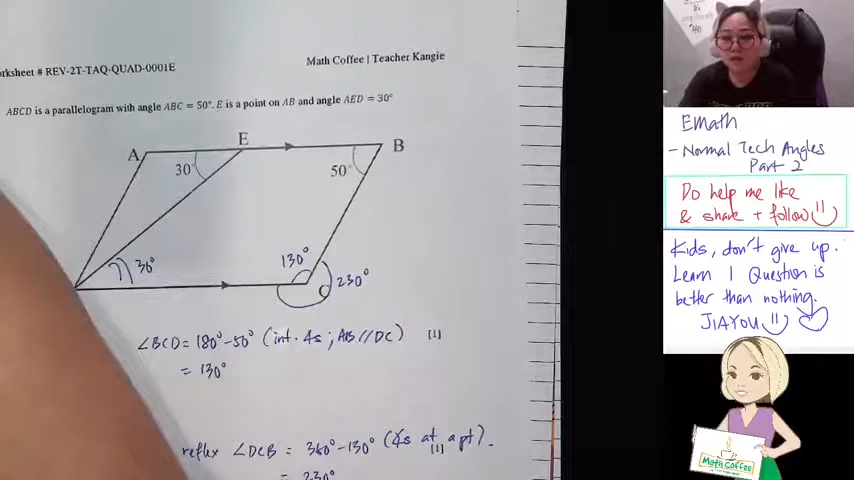 orksheet # REV-2T-TAQ-QUAD-0001E
Math Coffee | Teacher Kangie
ABCD is a parallelogram with angle ABC = 50°. E is a point on AB and angle AED = 30°
A
E
B
30°
50°
30°
130°
C
230°
∠BCD = 180° - 50° (int. ∠s ; AB//DC) [1]
= 130°
reflex ∠DCB = 360° - 130° (∠s at a pt).
[1]
= 230°
EMath
- Normal Tech Angles
Part 2
Do help me like
& share + follow
Kids, don't give up.
Learn 1 Question is
better than nothing.
JIAYOU
Math Coffee